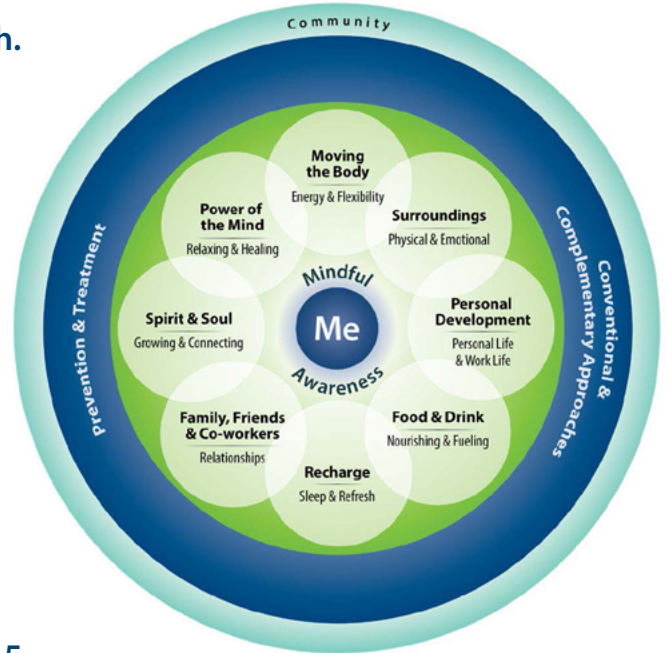 h.
Community
Prevention & Treatment
Conventional &
Complementary Approaches
Moving
the Body
Energy & Flexibility
Surroundings
Physical & Emotional
Personal
Development
Personal Life
& Work Life
Food & Drink
Nourishing & Fueling
Recharge
Sleep & Refresh
Family, Friends
& Co-workers
Relationships
Spirit & Soul
Growing & Connecting
Power of
the Mind
Relaxing & Healing
Mindful
Me
Awareness